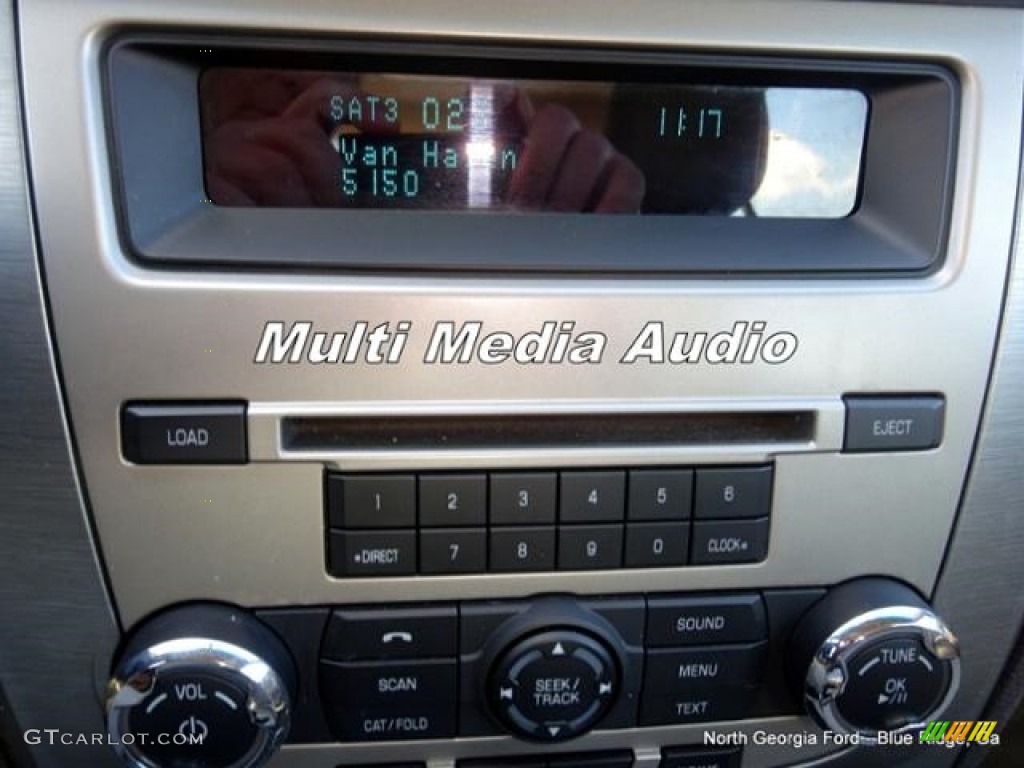 SAT3 02
11:17
Van Ha
5150
Multi Media Audio
LOAD
EJECT
1 2 3 4 5 6
*DIRECT 7 8 9 0 CLOCK*
SOUND
SCAN
MENU
CAT/FOLD
TEXT
SEEK/
TRACK
VOL
TUNE
OK
GTCARLOT.COM
North Georgia Ford---Blue Ridge, Ga